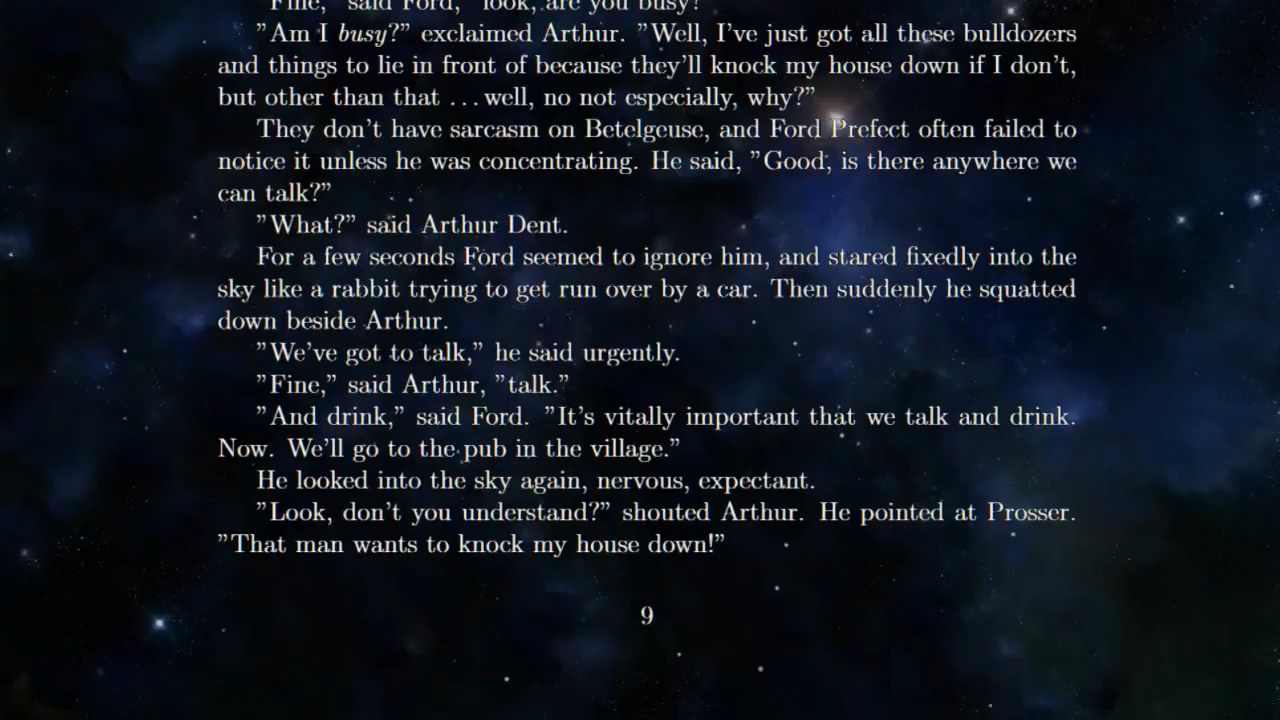 "Fine," said Ford, "look, are you busy?
"Am I busy?" exclaimed Arthur. "Well, I've just got all these bulldozers
and things to lie in front of because they'll knock my house down if I don't,
but other than that ... well, no not especially, why?"
They don't have sarcasm on Betelgeuse, and Ford Prefect often failed to
notice it unless he was concentrating. He said, "Good, is there anywhere we
can talk?"
"What?" said Arthur Dent.
For a few seconds Ford seemed to ignore him, and stared fixedly into the
sky like a rabbit trying to get run over by a car. Then suddenly he squatted
down beside Arthur.
"We've got to talk," he said urgently.
"Fine," said Arthur, "talk."
"And drink," said Ford. "It's vitally important that we talk and drink.
Now. We'll go to the pub in the village."
He looked into the sky again, nervous, expectant.
"Look, don't you understand?" shouted Arthur. He pointed at Prosser.
"That man wants to knock my house down!"
9